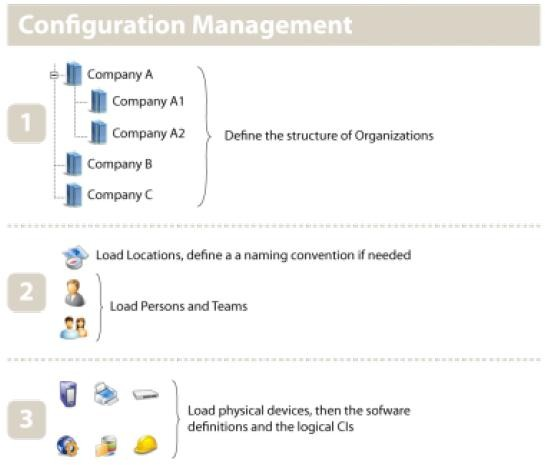 Configuration Management
1
Company A
Company A1
Company A2
Company B
Company C
Define the structure of Organizations
2
Load Locations, define a a naming convention if needed
Load Persons and Teams
3
Load physical devices, then the sofware
definitions and the logical CIs